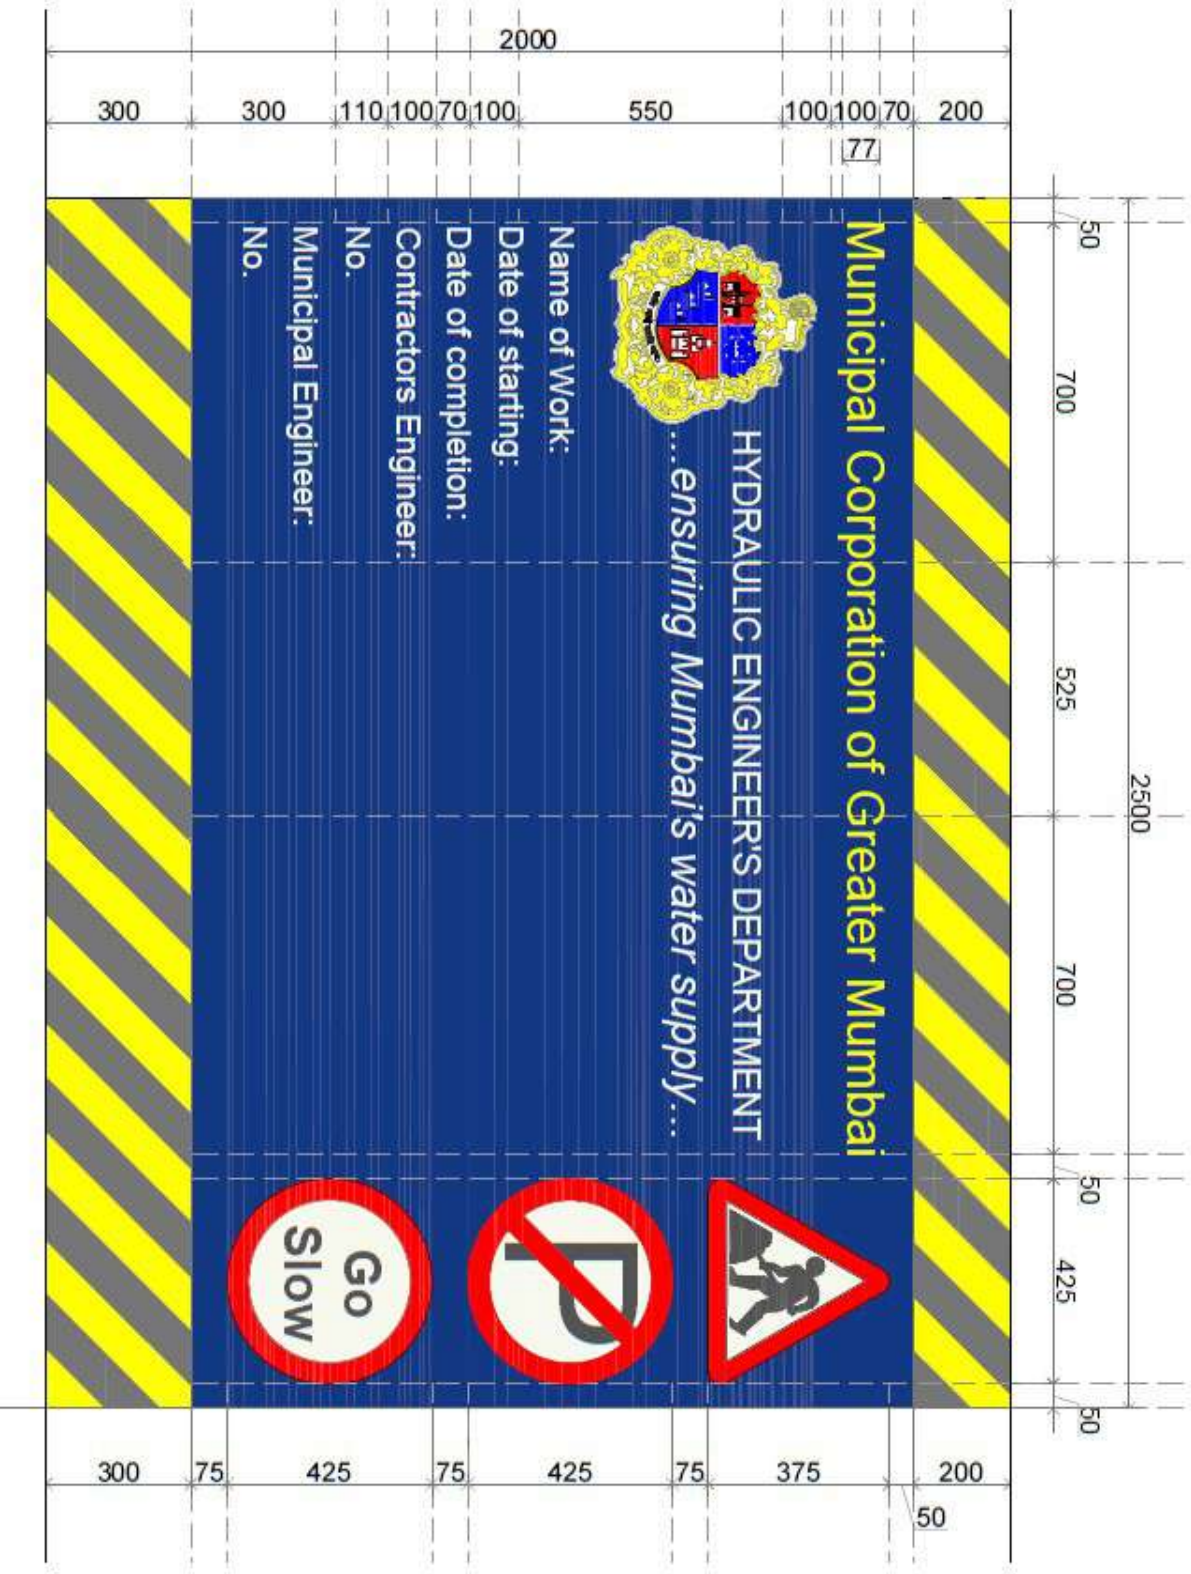 2000
300 300 110 100 70 100 550 100 100 70 200
77
Municipal Corporation of Greater Mumbai
HYDRAULIC ENGINEER'S DEPARTMENT
...ensuring Mumbai's water supply...
Name of Work:
Date of starting:
Date of completion:
Contractors Engineer:
No.
Municipal Engineer:
No.
P
Go
Slow
50 700 525 700 50 425 50
2500
300 75 425 75 425 75 375 200
50